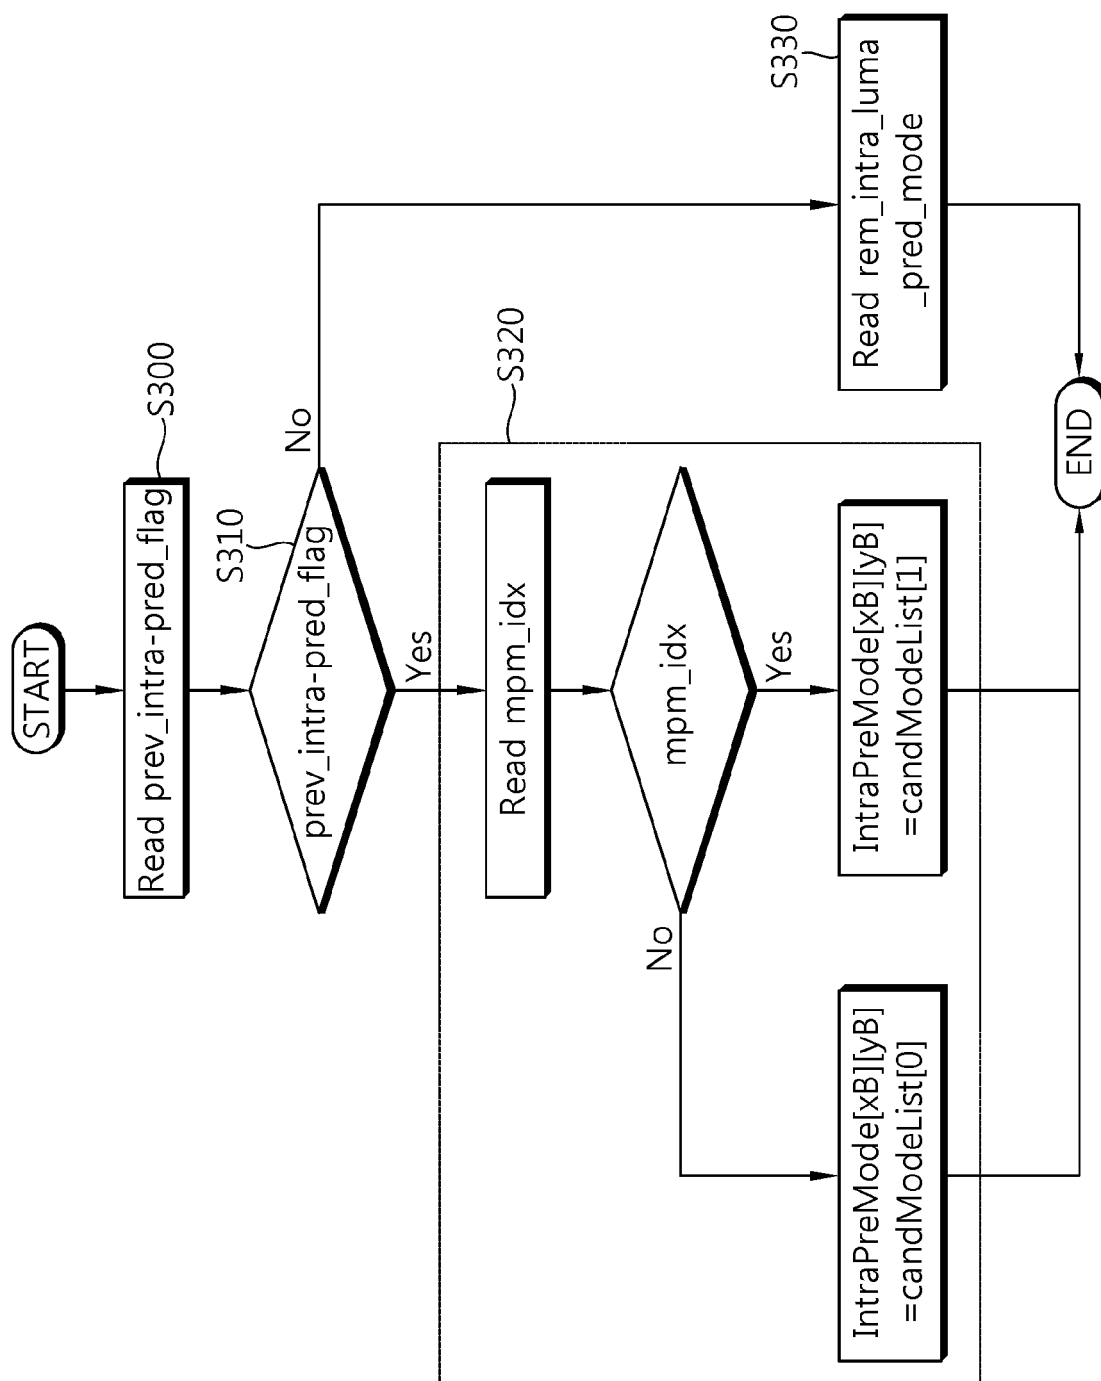 START
Read prev_intra-pred_flag
S300
prev_intra-pred_flag
S310
No
Yes
S320
Read mpm_idx
mpm_idx
No
Yes
IntraPreMode[xB][yB]
=candModeList[0]
IntraPreMode[xB][yB]
=candModeList[1]
S330
Read rem_intra_luma
_pred_mode
END